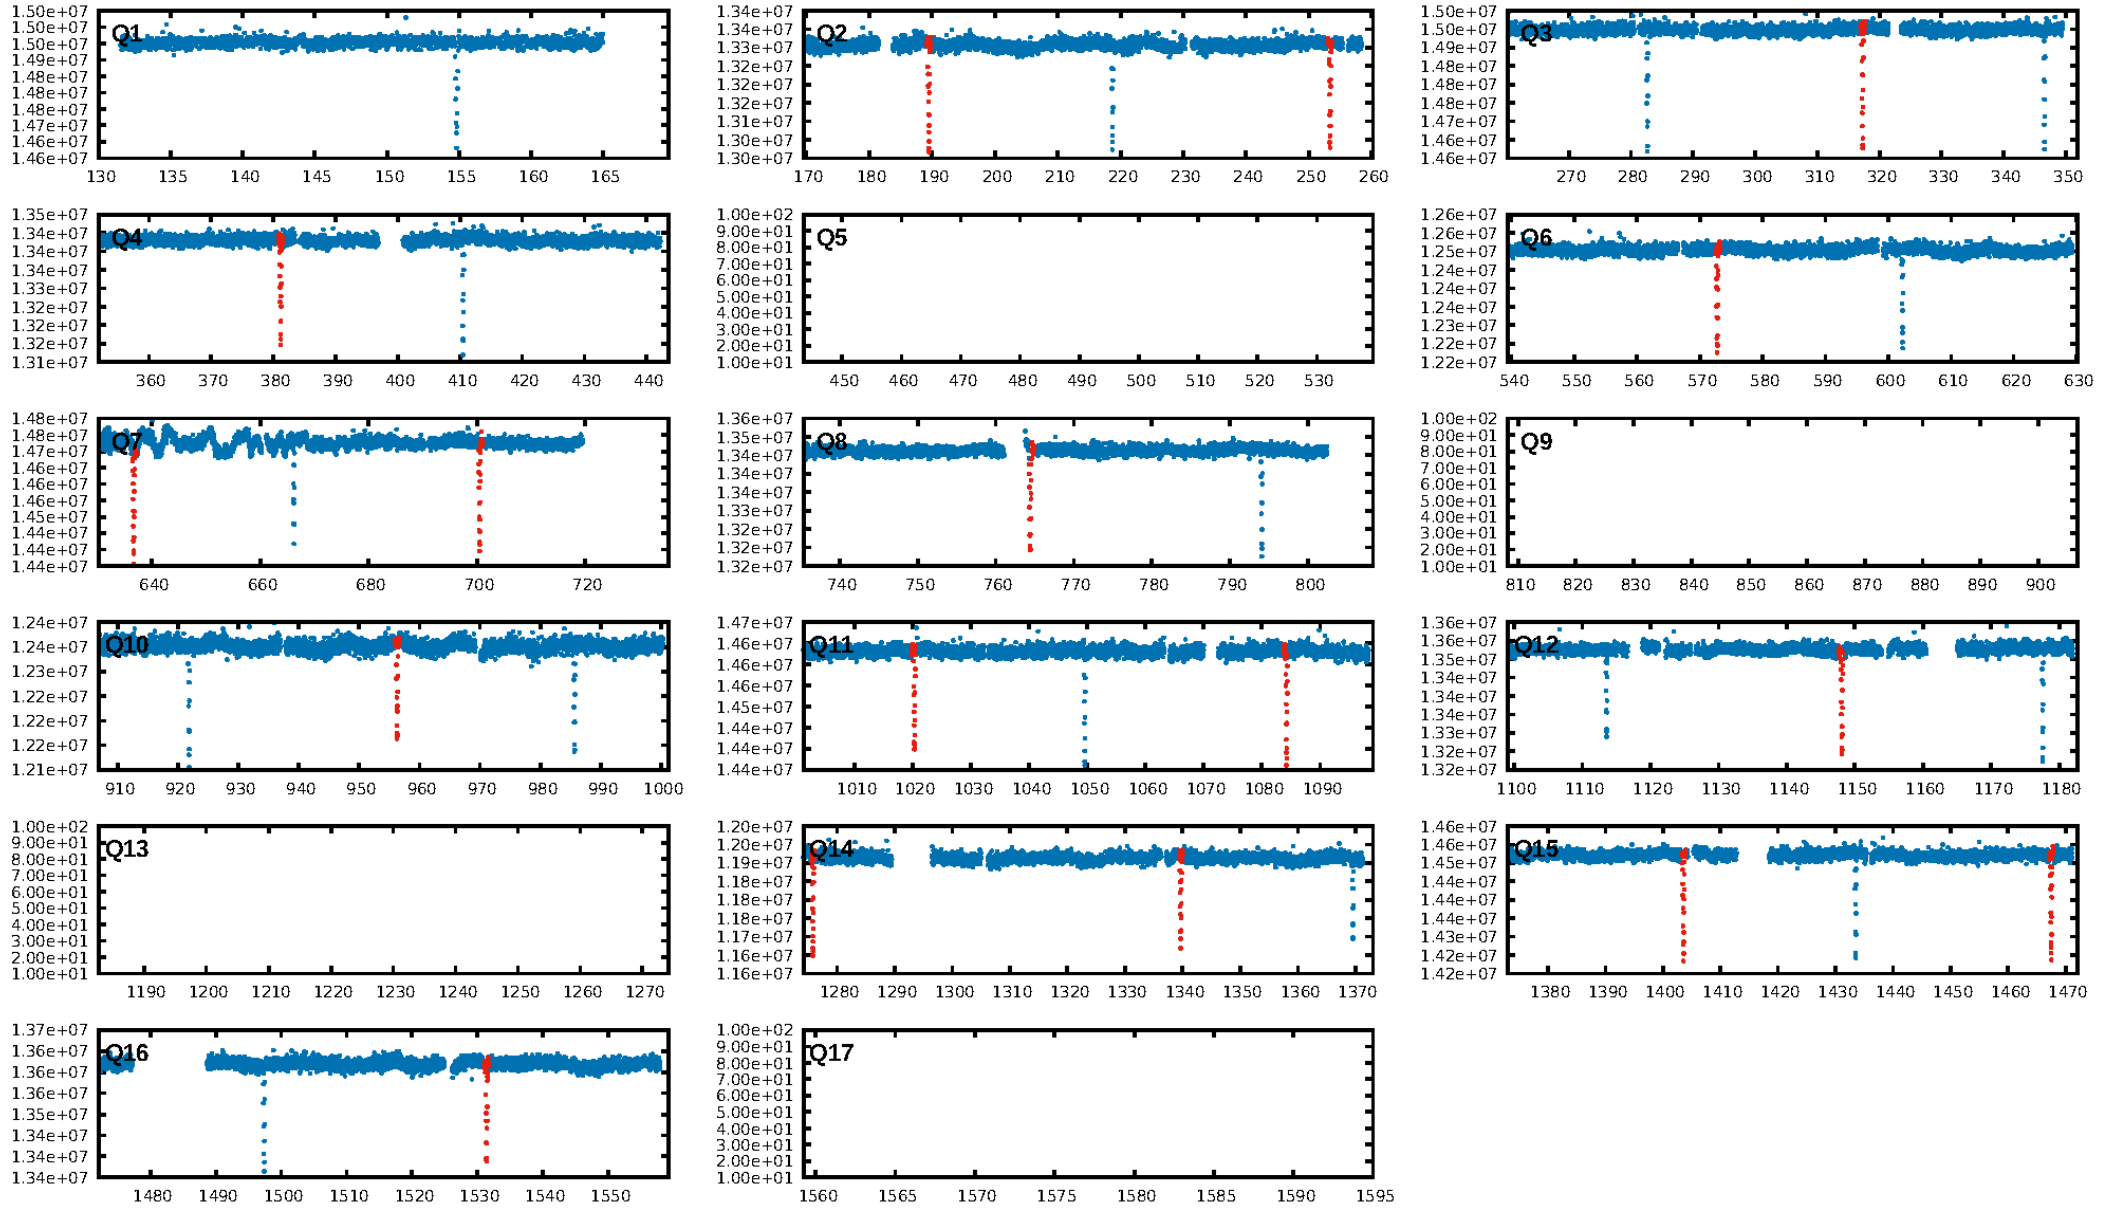 1.50e+07 1.50e+07 1.50e+07 1.49e+07 1.48e+07 1.48e+07 1.47e+07 1.47e+07 1.46e+07 1.46e+07
Q1
130 135 140 145 150 155 160 165
1.34e+07 1.34e+07 1.33e+07 1.32e+07 1.32e+07 1.32e+07 1.31e+07 1.30e+07 1.30e+07
Q2
170 180 190 200 210 220 230 240 250 260
1.50e+07 1.50e+07 1.49e+07 1.49e+07 1.48e+07 1.48e+07 1.47e+07 1.46e+07 1.46e+07
Q3
270 280 290 300 310 320 330 340 350
1.35e+07 1.34e+07 1.34e+07 1.34e+07 1.33e+07 1.32e+07 1.32e+07 1.32e+07 1.31e+07
Q4
360 370 380 390 400 410 420 430 440
1.00e+02 9.00e+01 8.00e+01 7.00e+01 6.00e+01 5.00e+01 4.00e+01 3.00e+01 2.00e+01 1.00e+01
Q5
450 460 470 480 490 500 510 520 530
1.26e+07 1.25e+07 1.25e+07 1.24e+07 1.24e+07 1.23e+07 1.23e+07 1.22e+07 1.22e+07
Q6
540 550 560 570 580 590 600 610 620 630
1.48e+07 1.48e+07 1.47e+07 1.46e+07 1.46e+07 1.46e+07 1.45e+07 1.44e+07 1.44e+07 1.44e+07
Q7
640 660 680 700 720
1.36e+07 1.35e+07 1.34e+07 1.34e+07 1.34e+07 1.33e+07 1.32e+07 1.32e+07 1.32e+07
Q8
740 750 760 770 780 790 800
1.00e+02 9.00e+01 8.00e+01 7.00e+01 6.00e+01 5.00e+01 4.00e+01 3.00e+01 2.00e+01 1.00e+01
Q9
810 820 830 840 850 860 870 880 890 900
1.24e+07 1.24e+07 1.23e+07 1.22e+07 1.22e+07 1.22e+07 1.21e+07
Q10
910 920 930 940 950 960 970 980 990 1000
1.47e+07 1.46e+07 1.46e+07 1.46e+07 1.45e+07 1.44e+07 1.44e+07 1.44e+07
Q11
1010 1020 1030 1040 1050 1060 1070 1080 1090
1.36e+07 1.36e+07 1.35e+07 1.34e+07 1.34e+07 1.34e+07 1.33e+07 1.32e+07 1.32e+07
Q12
1100 1110 1120 1130 1140 1150 1160 1170 1180
1.00e+02 9.00e+01 8.00e+01 7.00e+01 6.00e+01 5.00e+01 4.00e+01 3.00e+01 2.00e+01 1.00e+01
Q13
1190 1200 1210 1220 1230 1240 1250 1260 1270
1.20e+07 1.20e+07 1.19e+07 1.18e+07 1.18e+07 1.18e+07 1.17e+07 1.16e+07 1.16e+07
Q14
1280 1290 1300 1310 1320 1330 1340 1350 1360 1370
1.46e+07 1.46e+07 1.45e+07 1.44e+07 1.44e+07 1.44e+07 1.43e+07 1.42e+07 1.42e+07
Q15
1380 1390 1400 1410 1420 1430 1440 1450 1460 1470
1.37e+07 1.36e+07 1.36e+07 1.36e+07 1.35e+07 1.34e+07 1.34e+07 1.34e+07
Q16
1480 1490 1500 1510 1520 1530 1540 1550
1.00e+02 9.00e+01 8.00e+01 7.00e+01 6.00e+01 5.00e+01 4.00e+01 3.00e+01 2.00e+01 1.00e+01
Q17
1560 1565 1570 1575 1580 1585 1590 1595